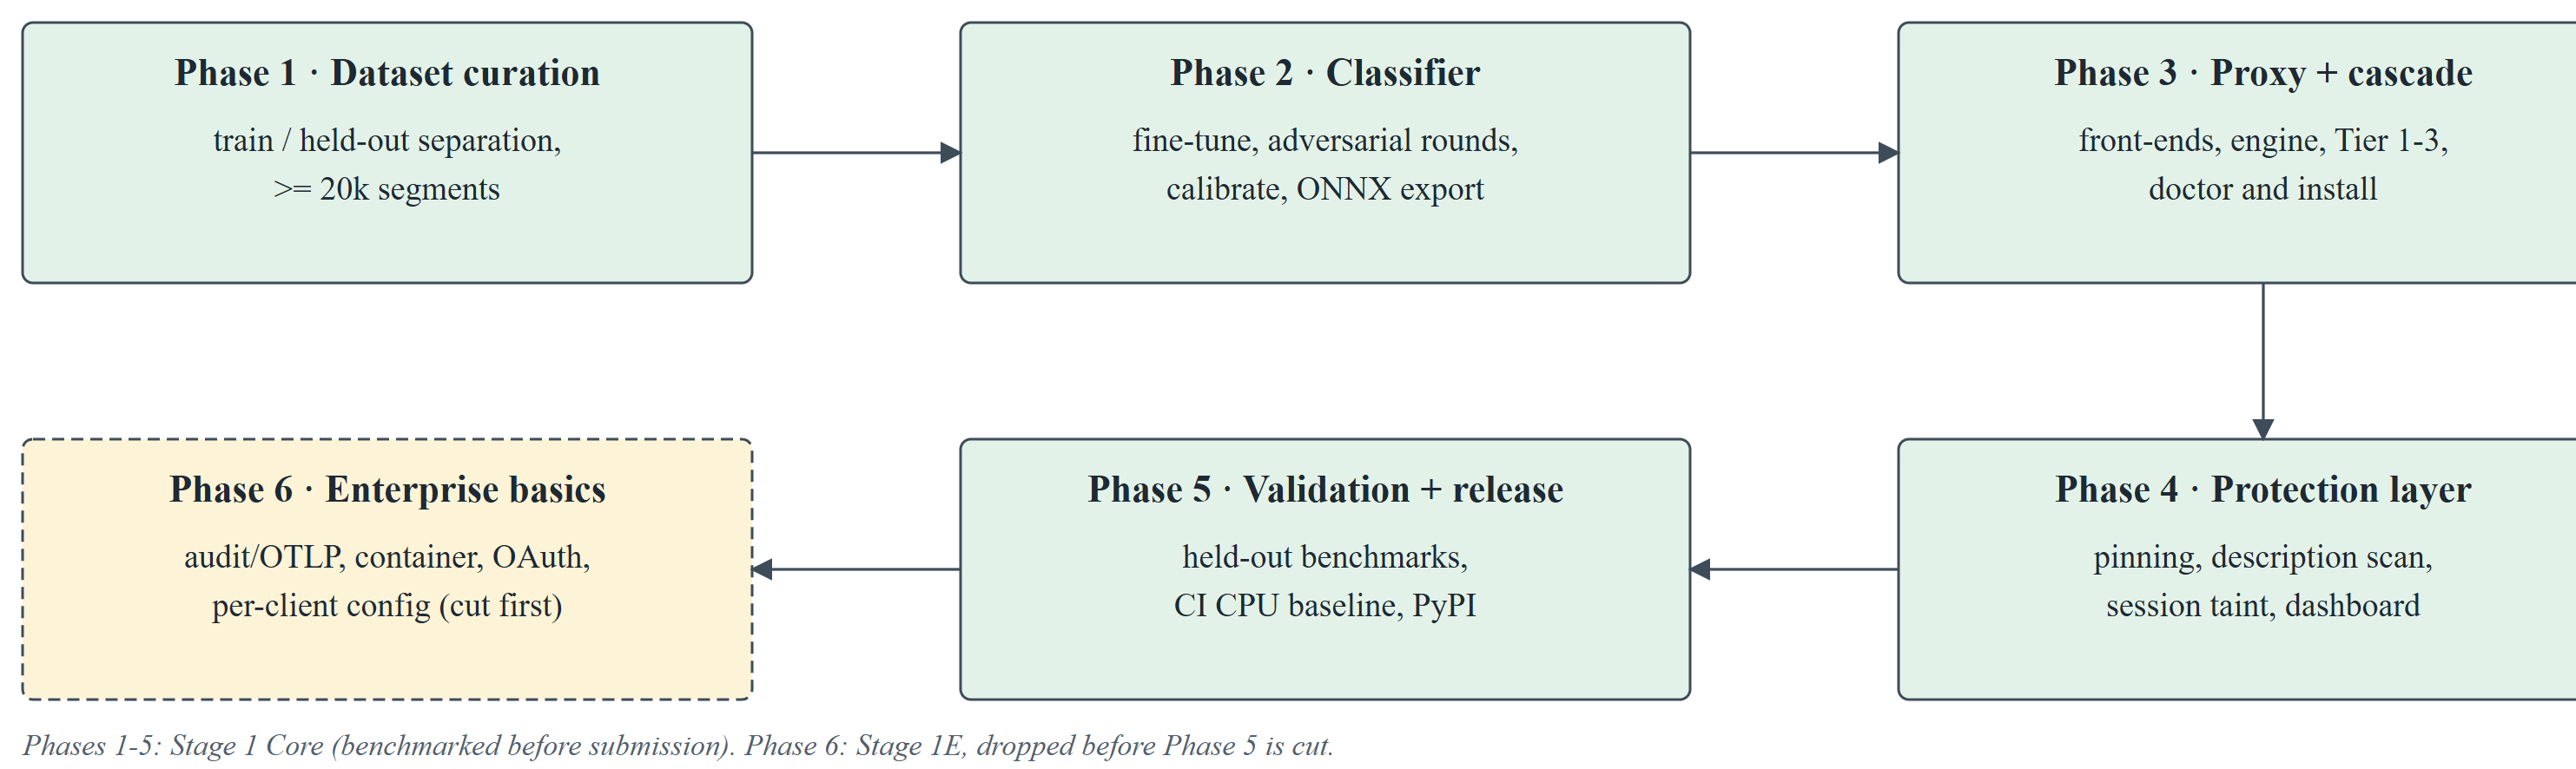 Phase 1 · Dataset curation
train / held-out separation,
>= 20k segments
Phase 2 · Classifier
fine-tune, adversarial rounds,
calibrate, ONNX export
Phase 3 · Proxy + cascade
front-ends, engine, Tier 1-3,
doctor and install
Phase 4 · Protection layer
pinning, description scan,
session taint, dashboard
Phase 5 · Validation + release
held-out benchmarks,
CI CPU baseline, PyPI
Phase 6 · Enterprise basics
audit/OTLP, container, OAuth,
per-client config (cut first)
Phases 1-5: Stage 1 Core (benchmarked before submission). Phase 6: Stage 1E, dropped before Phase 5 is cut.